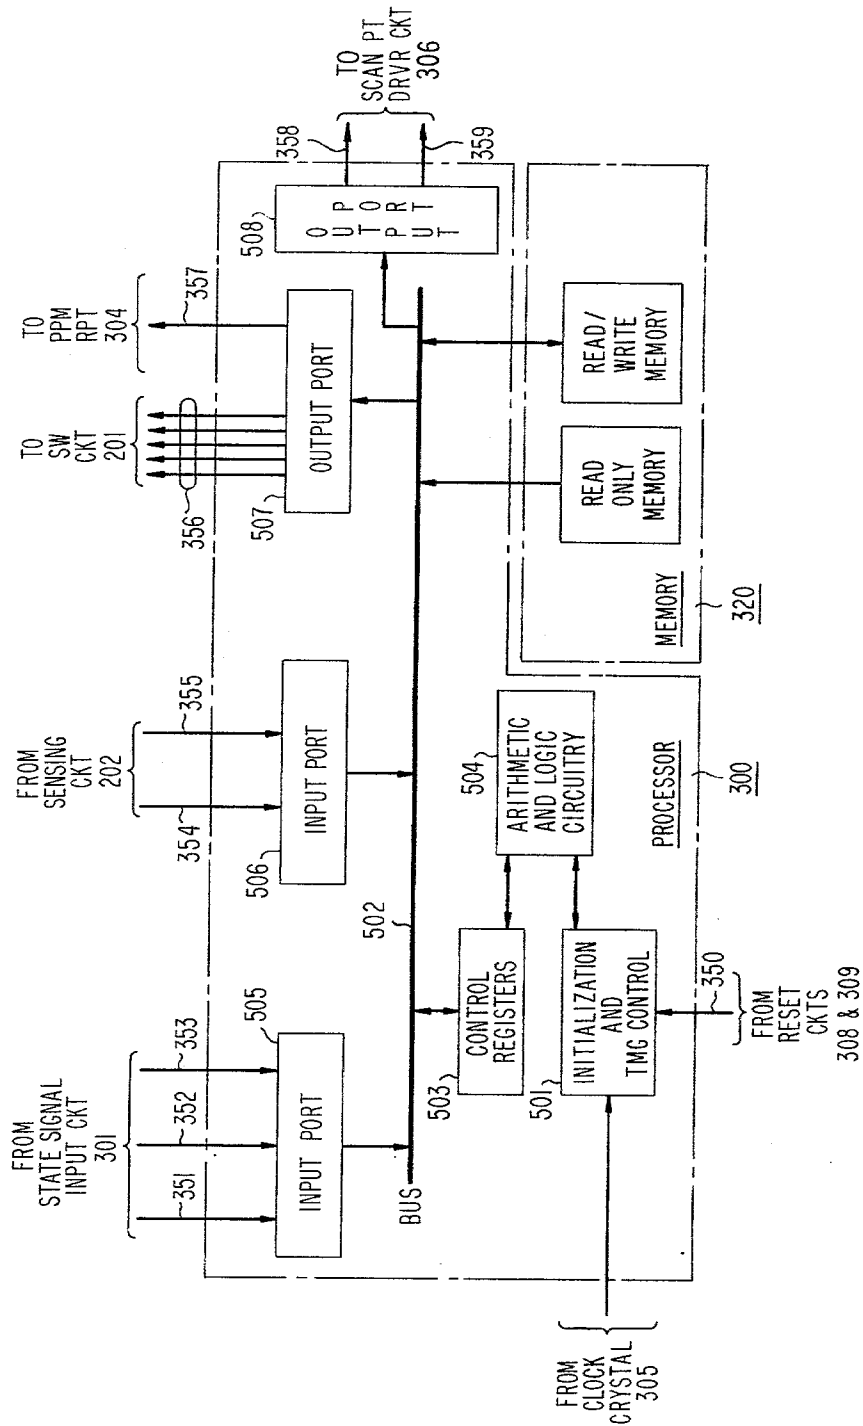 FROM
STATE SIGNAL
INPUT CKT
301
351
352
353
505
INPUT PORT
FROM
SENSING
CKT
202
354
355
506
INPUT PORT
TO
SW
CKT
201
356
TO
PPM
RPT
304
357
507
OUTPUT PORT
508
OUTPUT
PORT
358
359
TO
SCAN PT
DRVR CKT
306
BUS
502
503
CONTROL
REGISTERS
504
ARITHMETIC
AND LOGIC
CIRCUITRY
501
INITIALIZATION
AND
TMG CONTROL
READ
ONLY
MEMORY
READ/
WRITE
MEMORY
MEMORY
320
PROCESSOR
300
FROM
CLOCK
CRYSTAL
305
350
FROM
RESET
CKTS
308 & 309